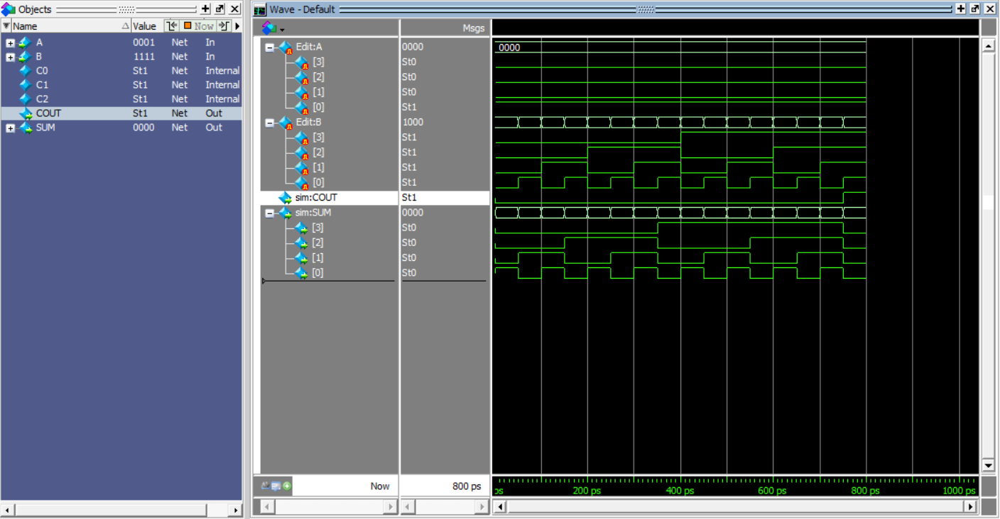 Objects
Name Value Now
A 0001 Net In
B 1111 Net In
C0 St1 Net Internal
C1 St1 Net Internal
C2 St1 Net Internal
COUT St1 Net Out
SUM 0000 Net Out
Wave - Default
Msgs
Edit:A 0000 0000
[3] St0
[2] St0
[1] St0
[0] St1
Edit:B 1000
[3] St1
[2] St1
[1] St1
[0] St1
sim:COUT St1
sim:SUM 0000
[3] St0
[2] St0
[1] St0
[0] St0
Now 800 ps
ps 200 ps 400 ps 600 ps 800 ps 1000 ps